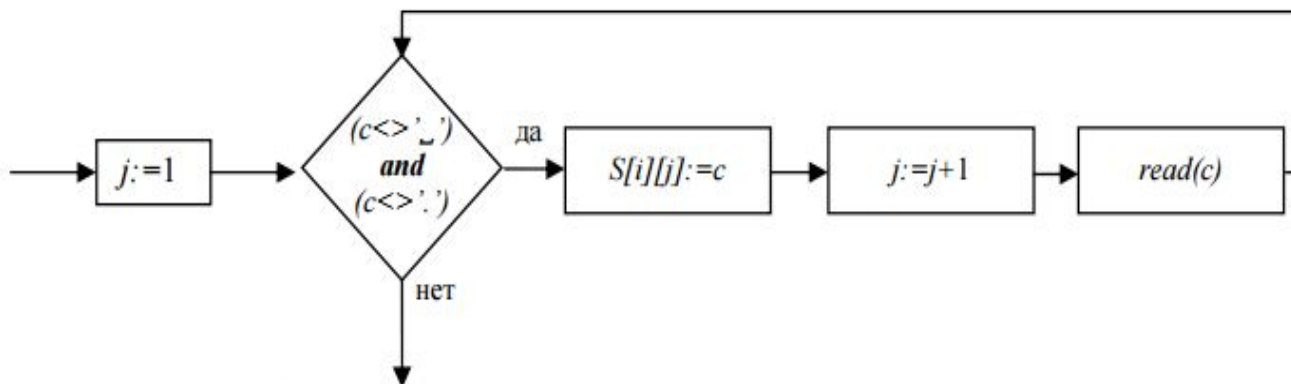 j:=1
(c<>’␣’)
and
(c<>’.’)
да
S[i][j]:=c
j:=j+1
read(c)
нет